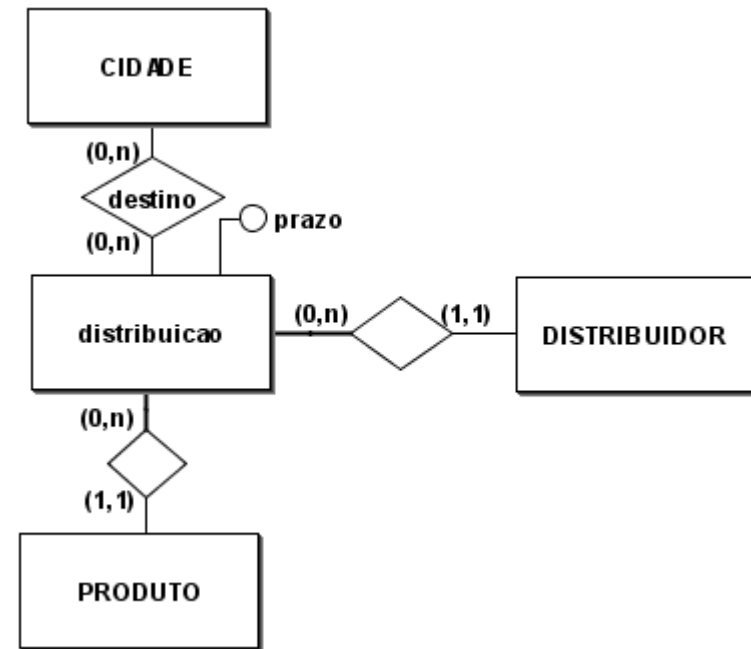 CIDADE
(0,n)
destino
(0,n)
prazo
distribuicao
(0,n)
(1,1)
DISTRIBUIDOR
(0,n)
(1,1)
PRODUTO